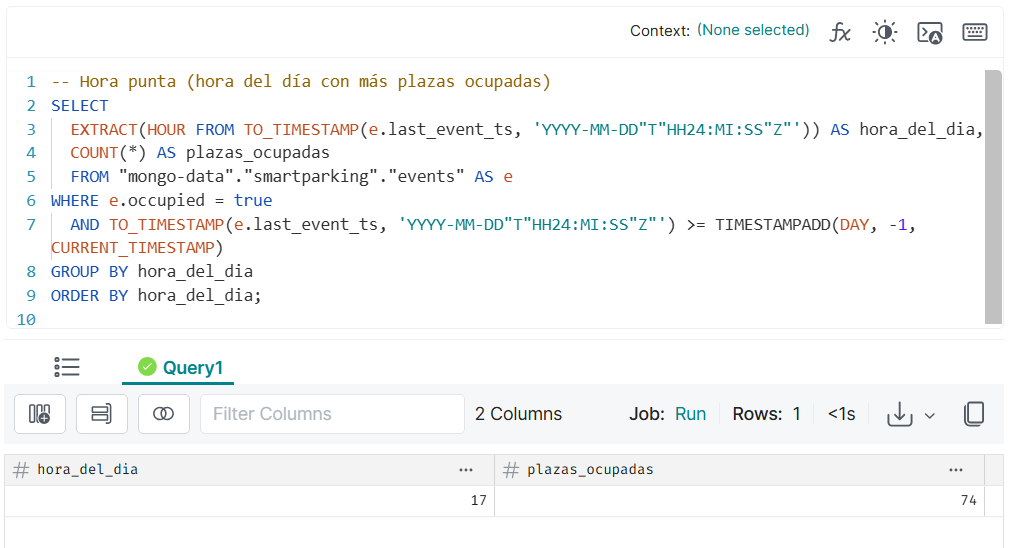 Context: (None selected)
1 -- Hora punta (hora del día con más plazas ocupadas)
2 SELECT
3 EXTRACT(HOUR FROM TO_TIMESTAMP(e.last_event_ts, 'YYYY-MM-DD"T"HH24:MI:SS"Z"')) AS hora_del_dia,
4 COUNT(*) AS plazas_ocupadas
5 FROM "mongo-data"."smartparking"."events" AS e
6 WHERE e.occupied = true
7 AND TO_TIMESTAMP(e.last_event_ts, 'YYYY-MM-DD"T"HH24:MI:SS"Z"') >= TIMESTAMPADD(DAY, -1,
CURRENT_TIMESTAMP)
8 GROUP BY hora_del_dia
9 ORDER BY hora_del_dia;
10
Query1
Filter Columns 2 Columns Job: Run Rows: 1 <1s
# hora_del_dia ... # plazas_ocupadas ...
17 74